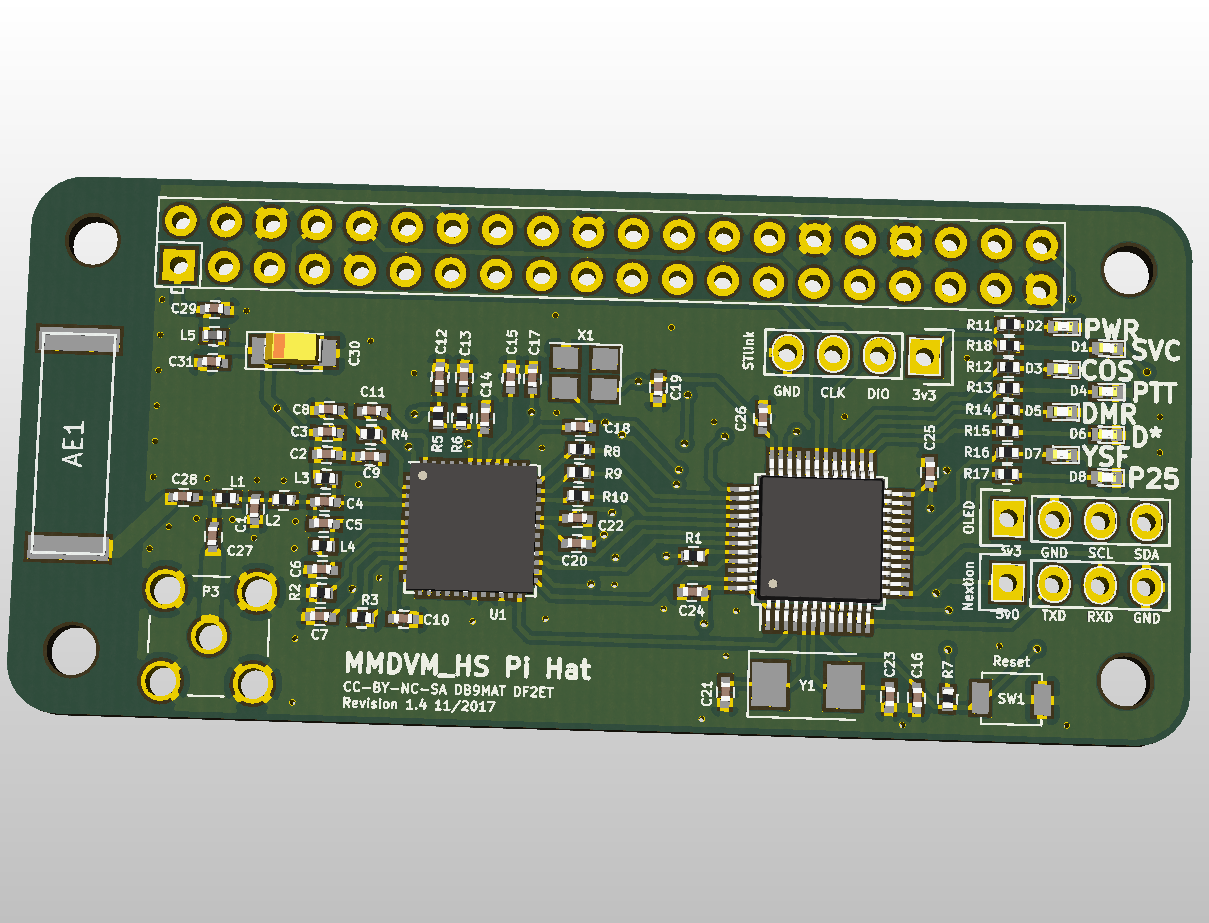 C29
L5
C31
C30
C12
C13
C15
C17
X1
STlink
GND
CLK
DIO
3v3
R11
D2
PWR
R18
D1
SVC
R12
D3
COS
R13
D4
PTT
R14
D5
DMR
R15
D6
D*
R16
D7
YSF
R17
D8
P25
AE1
C8
C11
C14
C19
C26
C25
C3
R4
R5
R6
C18
C2
C9
R8
L3
R9
C28
L1
C4
R10
C1
L2
C5
C22
C27
L4
C20
R1
OLED
3v3
GND
SCL
SDA
C6
P3
R2
R3
C7
C10
U1
C24
Nextion
5v0
TXD
RXD
GND
MMDVM_HS Pi Hat
CC-BY-NC-SA DB9MAT DF2ET
Revision 1.4 11/2017
C21
Y1
C23
C16
R7
Reset
SW1